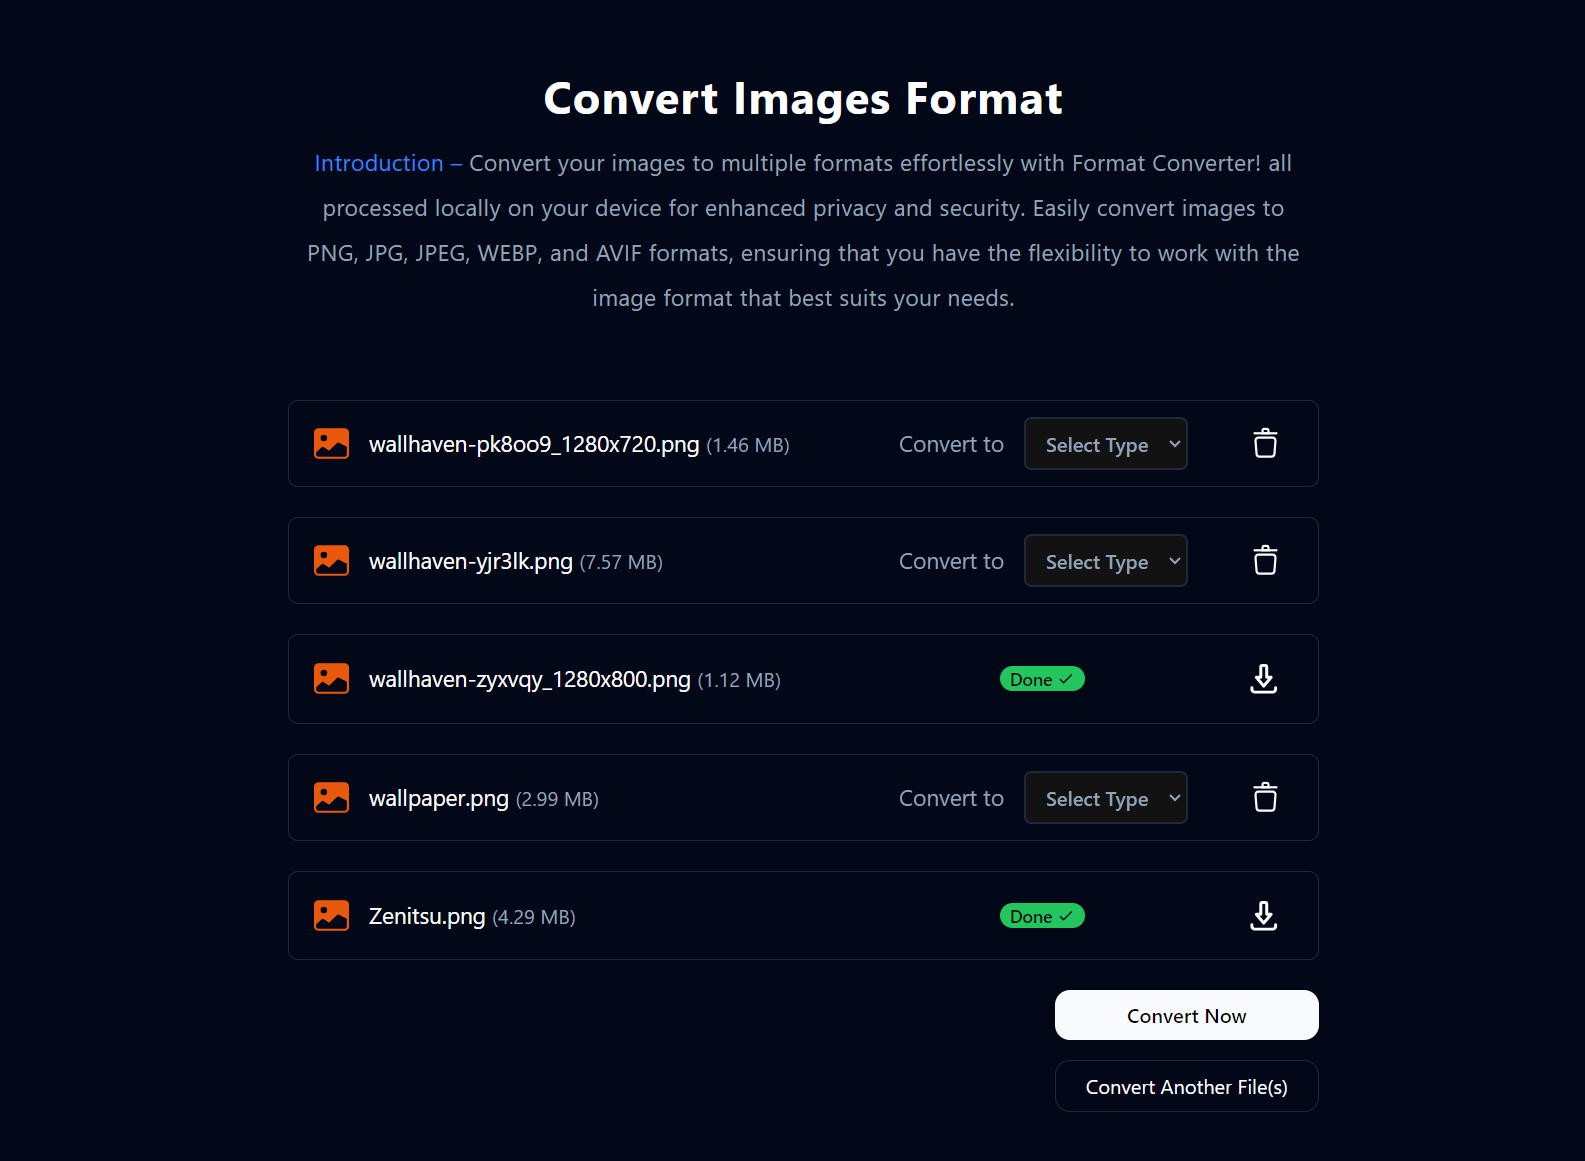 Convert Images Format
Introduction – Convert your images to multiple formats effortlessly with Format Converter! all
processed locally on your device for enhanced privacy and security. Easily convert images to
PNG, JPG, JPEG, WEBP, and AVIF formats, ensuring that you have the flexibility to work with the
image format that best suits your needs.
wallhaven-pk8oo9_1280x720.png (1.46 MB) Convert to Select Type
wallhaven-yjr3lk.png (7.57 MB) Convert to Select Type
wallhaven-zyxvqy_1280x800.png (1.12 MB) Done ✓
wallpaper.png (2.99 MB) Convert to Select Type
Zenitsu.png (4.29 MB) Done ✓
Convert Now
Convert Another File(s)